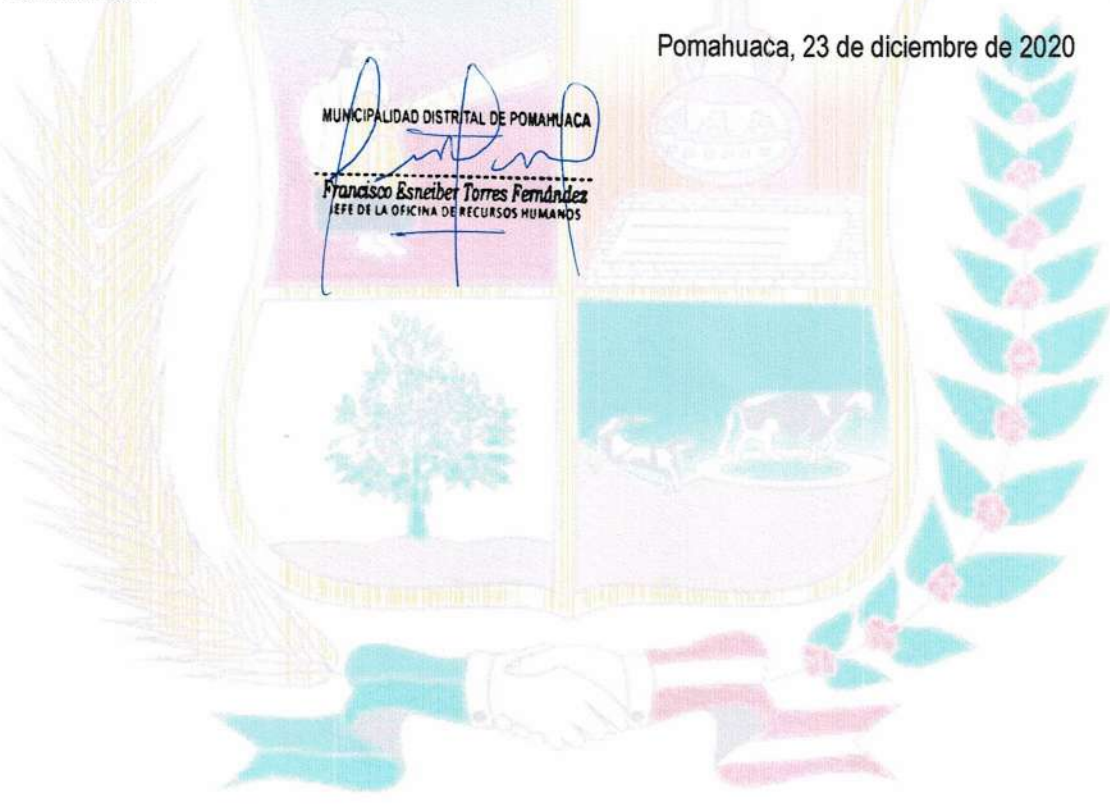 Pomahuaca, 23 de diciembre de 2020
MUNICIPALIDAD DISTRITAL DE POMAHUACA
Francisco Esneiber Torres Fernández
JEFE DE LA OFICINA DE RECURSOS HUMANOS